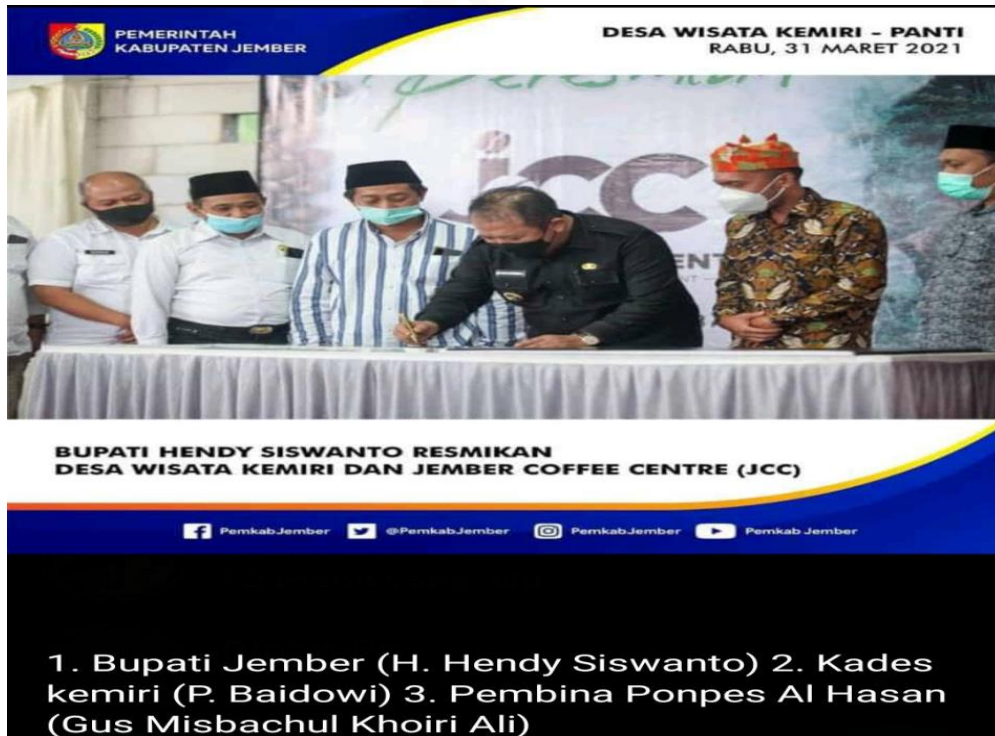 PEMERINTAH
KABUPATEN JEMBER
DESA WISATA KEMIRI - PANTI
RABU, 31 MARET 2021
Peresmian
jcc
BUPATI HENDY SISWANTO RESMIKAN
DESA WISATA KEMIRI DAN JEMBER COFFEE CENTRE (JCC)
PemkabJember @PemkabJember PemkabJember Pemkab Jember
1. Bupati Jember (H. Hendy Siswanto) 2. Kades
kemiri (P. Baidowi) 3. Pembina Ponpes Al Hasan
(Gus Misbachul Khoiri Ali)